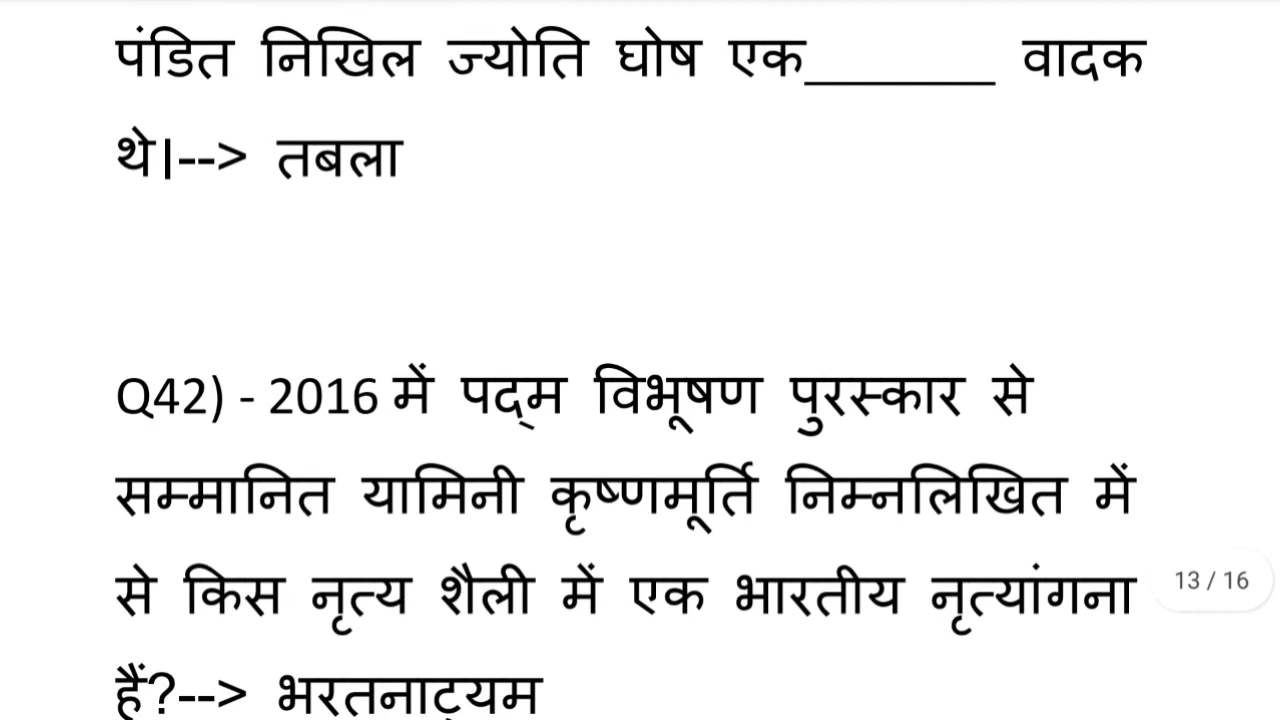 पंडित निखिल ज्योति घोष एक_______ वादक
थे।--> तबला
Q42) - 2016 में पद्म विभूषण पुरस्कार से
सम्मानित यामिनी कृष्णमूर्ति निम्नलिखित में
से किस नृत्य शैली में एक भारतीय नृत्यांगना
13 / 16
हैं?--> भरतनाट्यम